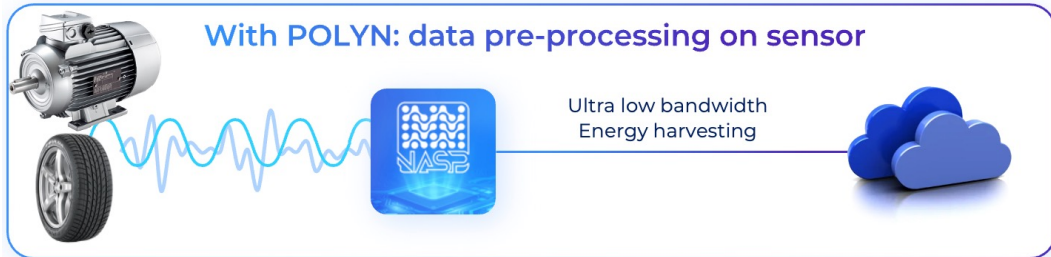 With POLYN: data pre-processing on sensor
NASP
Ultra low bandwidth
Energy harvesting